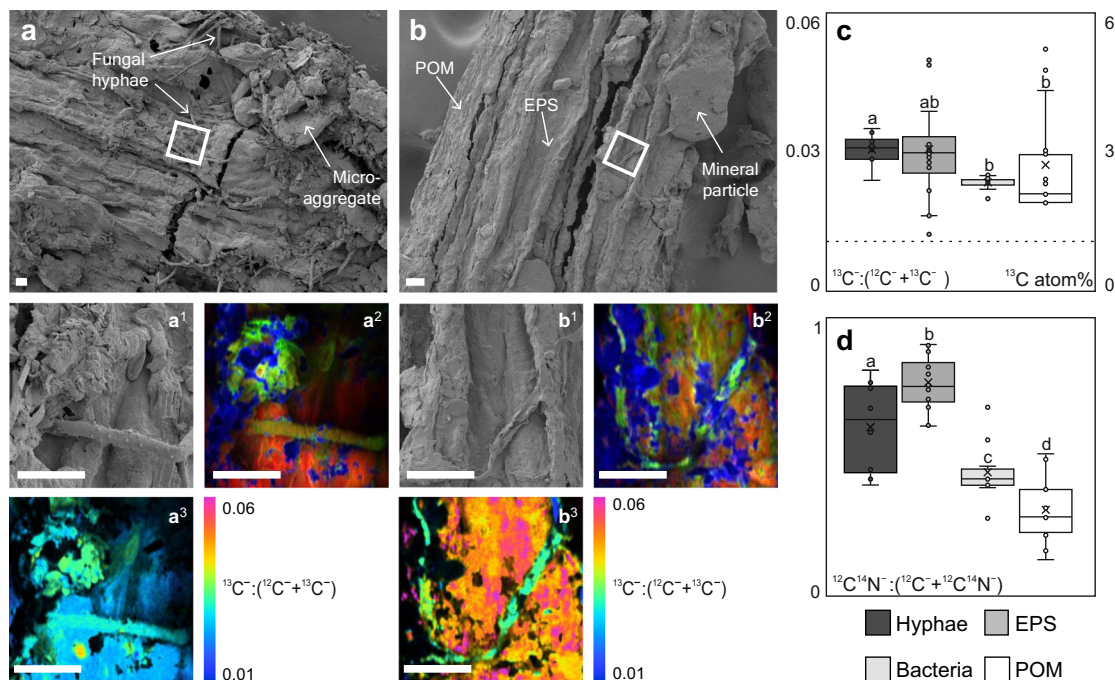 a
Fungal
hyphae
Micro-
aggregate
b
POM
EPS
Mineral
particle
c
0.06
0.03
0
6
3
0
a
ab
b
b
¹³C⁻:(¹²C⁻+¹³C⁻)
¹³C atom%
a¹
a²
b¹
b²
a³
0.06
¹³C⁻:(¹²C⁻+¹³C⁻)
0.01
b³
0.06
¹³C⁻:(¹²C⁻+¹³C⁻)
0.01
d
1
0
a
b
c
d
¹²C¹⁴N⁻:(¹²C⁻+¹²C¹⁴N⁻)
Hyphae
EPS
Bacteria
POM